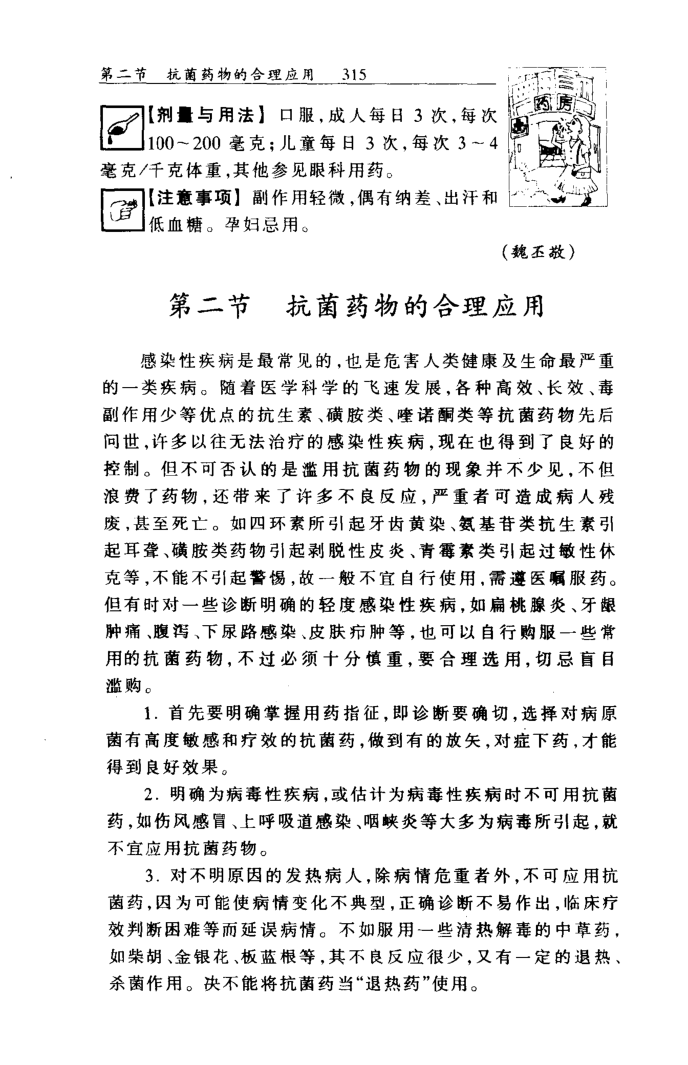 第二节　抗菌药物的合理应用　315
药房
【剂量与用法】 口服,成人每日 3 次,每次
100～200 毫克;儿童每日 3 次,每次 3～4
毫克/千克体重,其他参见眼科用药。
【注意事项】 副作用轻微,偶有纳差、出汗和
低血糖。孕妇忌用。
(魏丕敬)
第二节　抗菌药物的合理应用
感染性疾病是最常见的,也是危害人类健康及生命最严重
的一类疾病。随着医学科学的飞速发展,各种高效、长效、毒
副作用少等优点的抗生素、磺胺类、喹诺酮类等抗菌药物先后
问世,许多以往无法治疗的感染性疾病,现在也得到了良好的
控制。但不可否认的是滥用抗菌药物的现象并不少见,不但
浪费了药物,还带来了许多不良反应,严重者可造成病人残
废,甚至死亡。如四环素所引起牙齿黄染、氨基苷类抗生素引
起耳聋、磺胺类药物引起剥脱性皮炎、青霉素类引起过敏性休
克等,不能不引起警惕,故一般不宜自行使用,需遵医嘱服药。
但有时对一些诊断明确的轻度感染性疾病,如扁桃腺炎、牙龈
肿痛、腹泻、下尿路感染、皮肤疖肿等,也可以自行购服一些常
用的抗菌药物,不过必须十分慎重,要合理选用,切忌盲目
滥购。
1. 首先要明确掌握用药指征,即诊断要确切,选择对病原
菌有高度敏感和疗效的抗菌药,做到有的放矢,对症下药,才能
得到良好效果。
2. 明确为病毒性疾病,或估计为病毒性疾病时不可用抗菌
药,如伤风感冒、上呼吸道感染、咽峡炎等大多为病毒所引起,就
不宜应用抗菌药物。
3. 对不明原因的发热病人,除病情危重者外,不可应用抗
菌药,因为可能使病情变化不典型,正确诊断不易作出,临床疗
效判断困难等而延误病情。不如服用一些清热解毒的中草药,
如柴胡、金银花、板蓝根等,其不良反应很少,又有一定的退热、
杀菌作用。决不能将抗菌药当“退热药”使用。